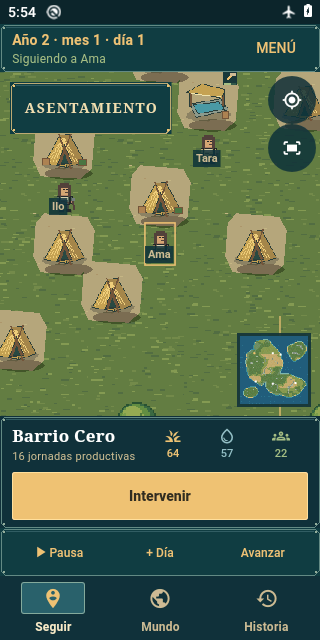 5:54
Año 2 · mes 1 · día 1
Siguiendo a Ama
MENÚ
ASENTAMIENTO
Tara
Ilo
Ama
Barrio Cero
16 jornadas productivas
64
57
22
Intervenir
Pausa
+ Día
Avanzar
Seguir
Mundo
Historia